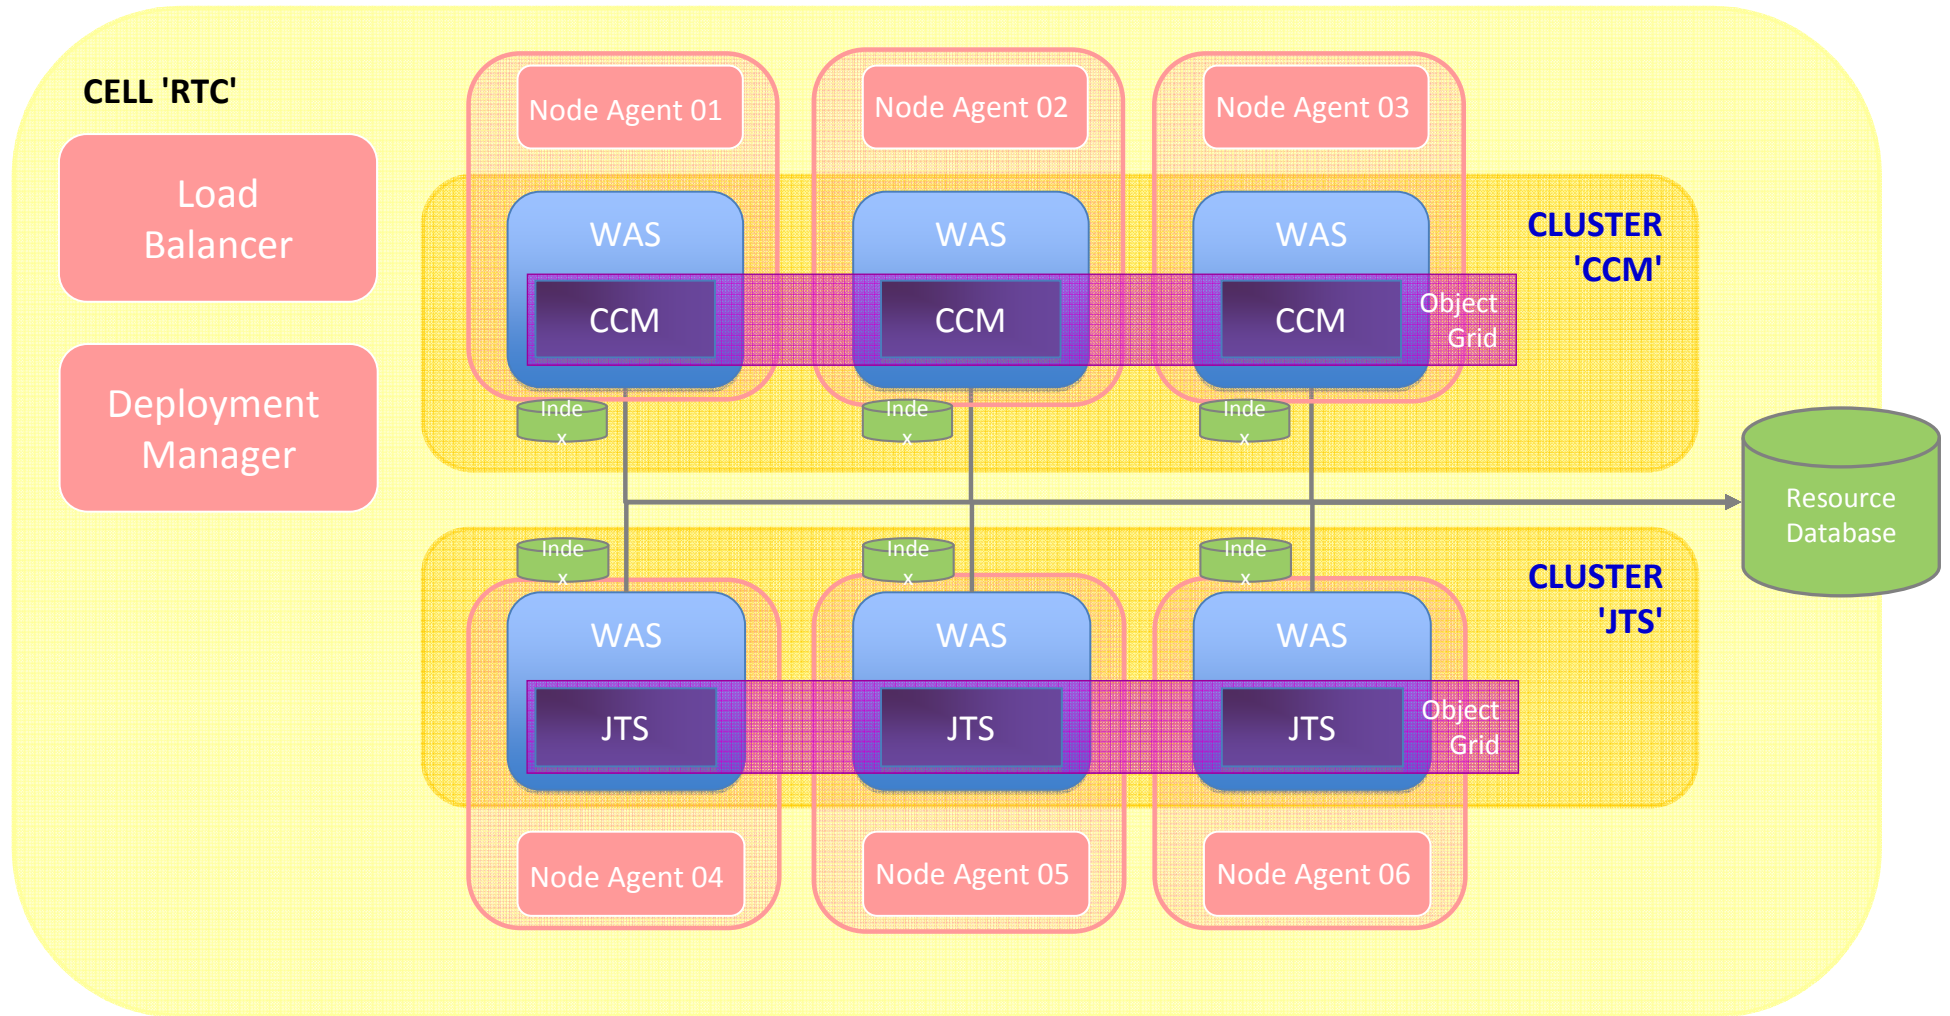 CELL 'RTC'
Node Agent 01
Node Agent 02
Node Agent 03
Load
Balancer
Deployment
Manager
WAS
WAS
WAS
CLUSTER
'CCM'
CCM
CCM
CCM
Object
Grid
Inde
x
Inde
x
Inde
x
Resource
Database
Inde
x
Inde
x
Inde
x
CLUSTER
'JTS'
WAS
WAS
WAS
JTS
JTS
JTS
Object
Grid
Node Agent 04
Node Agent 05
Node Agent 06